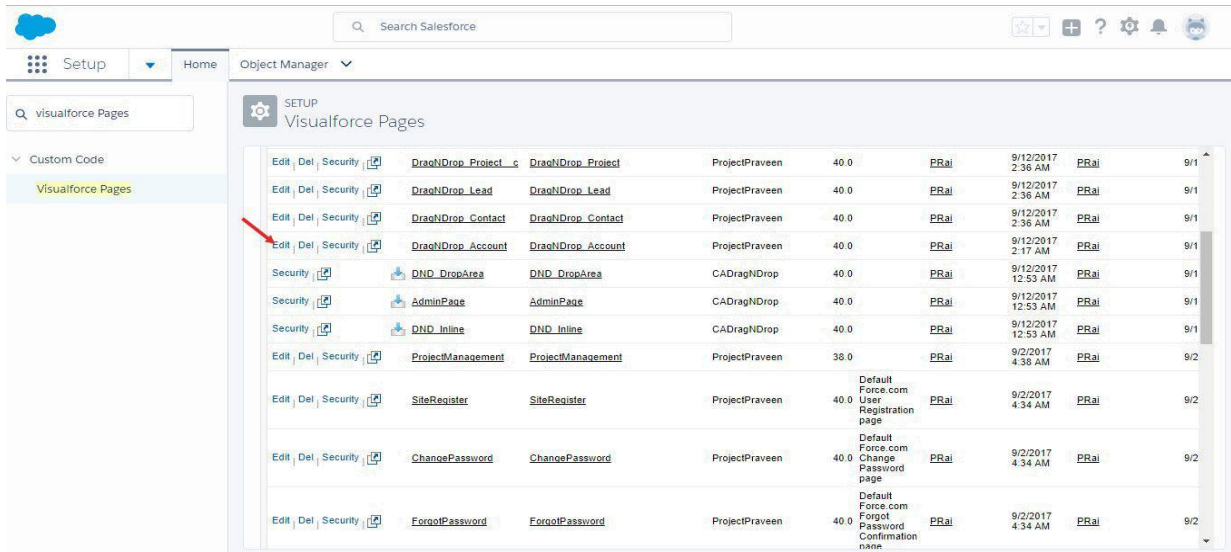 Search Salesforce
Setup
Home
Object Manager
visualforce Pages
Custom Code
Visualforce Pages
SETUP
Visualforce Pages
Edit | Del | Security | DragNDrop_Project__c DragNDrop_Project ProjectPraveen 40.0 PRai 9/12/2017 2:36 AM PRai 9/1
Edit | Del | Security | DragNDrop_Lead DragNDrop_Lead ProjectPraveen 40.0 PRai 9/12/2017 2:36 AM PRai 9/1
Edit | Del | Security | DragNDrop_Contact DragNDrop_Contact ProjectPraveen 40.0 PRai 9/12/2017 2:36 AM PRai 9/1
Edit | Del | Security | DragNDrop_Account DragNDrop_Account ProjectPraveen 40.0 PRai 9/12/2017 2:17 AM PRai 9/1
Security | DND_DropArea DND_DropArea CADragNDrop 40.0 PRai 9/12/2017 12:53 AM PRai 9/1
Security | AdminPage AdminPage CADragNDrop 40.0 PRai 9/12/2017 12:53 AM PRai 9/1
Security | DND_Inline DND_Inline CADragNDrop 40.0 PRai 9/12/2017 12:53 AM PRai 9/1
Edit | Del | Security | ProjectManagement ProjectManagement ProjectPraveen 38.0 PRai 9/2/2017 4:38 AM PRai 9/2
Edit | Del | Security | SiteRegister SiteRegister ProjectPraveen 40.0 Default Force.com User Registration page PRai 9/2/2017 4:34 AM PRai 9/2
Edit | Del | Security | ChangePassword ChangePassword ProjectPraveen 40.0 Default Force.com Change Password page PRai 9/2/2017 4:34 AM PRai 9/2
Edit | Del | Security | ForgotPassword ForgotPassword ProjectPraveen 40.0 Default Force.com Forgot Password Confirmation page PRai 9/2/2017 4:34 AM PRai 9/2